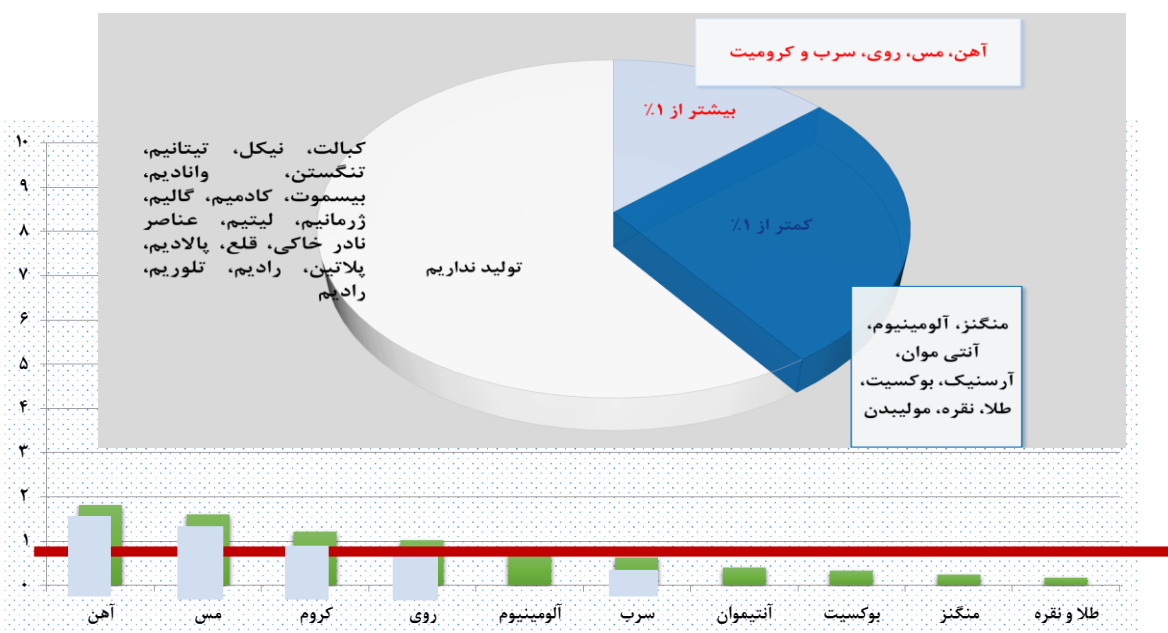 آهن، مس، روی، سرب و کرومیت
بیشتر از ۱٪
کبالت، نیکل، تیتانیم،
تنگستن، وانادیم،
بیسموت، کادمیم، گالیم،
ژرمانیم، لیتیم، عناصر
نادر خاکی، قلع، پالادیم،
پلاتین، رادیم، تلوریم،
رادیم
کمتر از ۱٪
تولید نداریم
منگنز، آلومینیوم،
آنتی موان،
آرسنیک، بوکسیت،
طلا، نقره، مولیبدن
۱۰
۹
۸
۷
۶
۵
۴
۳
۲
۱
۰
آهن
مس
کروم
روی
آلومینیوم
سرب
آنتیموان
بوکسیت
منگنز
طلا و نقره